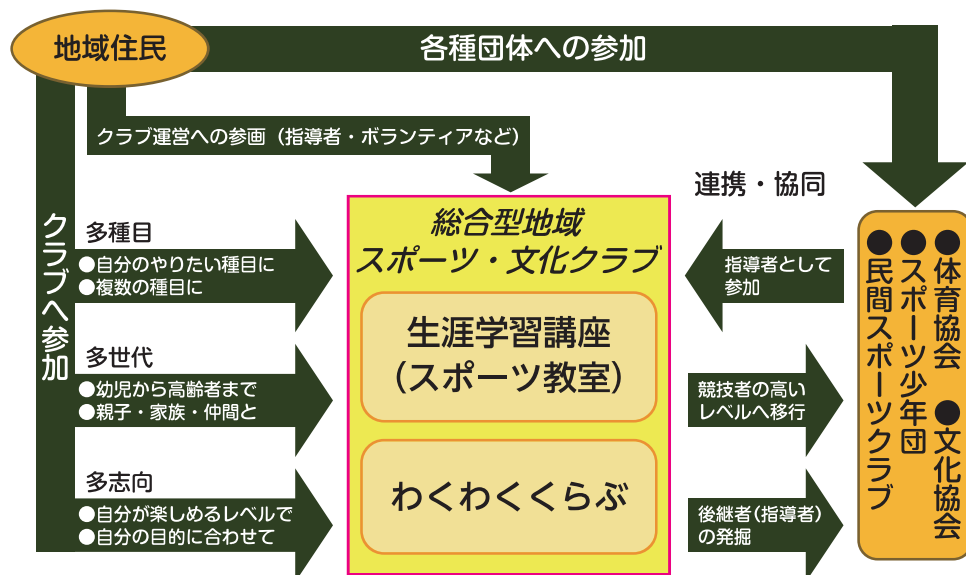 地域住民
各種団体への参加
クラブ運営への参画（指導者・ボランティアなど）
クラブへ参加
多種目
●自分のやりたい種目に
●複数の種目に
多世代
●幼児から高齢者まで
●親子・家族・仲間と
多志向
●自分が楽しめるレベルで
●自分の目的に合わせて
総合型地域
スポーツ・文化クラブ
生涯学習講座
（スポーツ教室）
わくわくくらぶ
連携・協同
指導者として
参加
競技者の高い
レベルへ移行
後継者（指導者）
の発掘
●体育協会　●文化協会
●スポーツ少年団
●民間スポーツクラブ